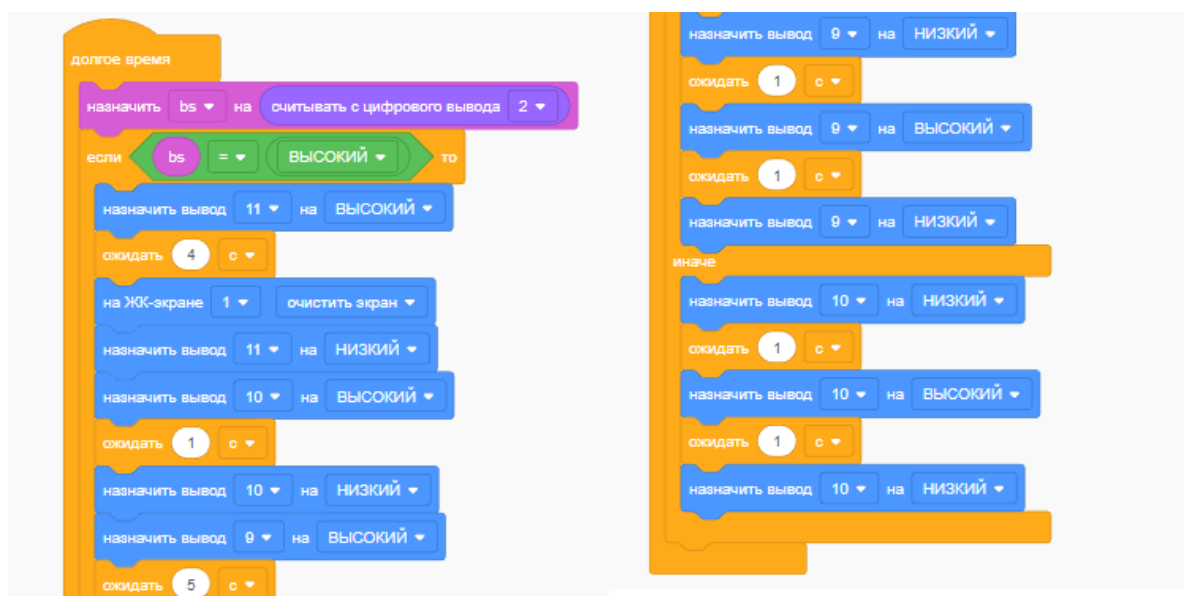 долгое время
назначить bs на считывать с цифрового вывода 2
если bs = ВЫСОКИЙ то
назначить вывод 11 на ВЫСОКИЙ
ожидать 4 с
на ЖК-экране 1 очистить экран
назначить вывод 11 на НИЗКИЙ
назначить вывод 10 на ВЫСОКИЙ
ожидать 1 с
назначить вывод 10 на НИЗКИЙ
назначить вывод 9 на ВЫСОКИЙ
ожидать 5 с
назначить вывод 9 на НИЗКИЙ
ожидать 1 с
назначить вывод 9 на ВЫСОКИЙ
ожидать 1 с
назначить вывод 9 на НИЗКИЙ
иначе
назначить вывод 10 на НИЗКИЙ
ожидать 1 с
назначить вывод 10 на ВЫСОКИЙ
ожидать 1 с
назначить вывод 10 на НИЗКИЙ